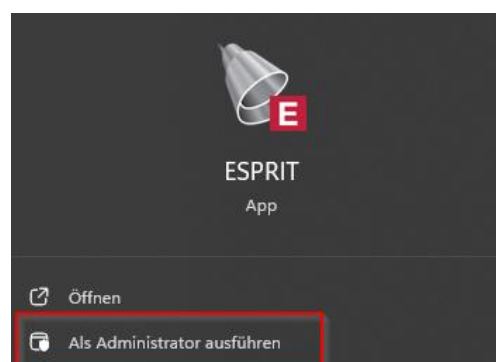 E
ESPRIT
App
Öffnen
Als Administrator ausführen